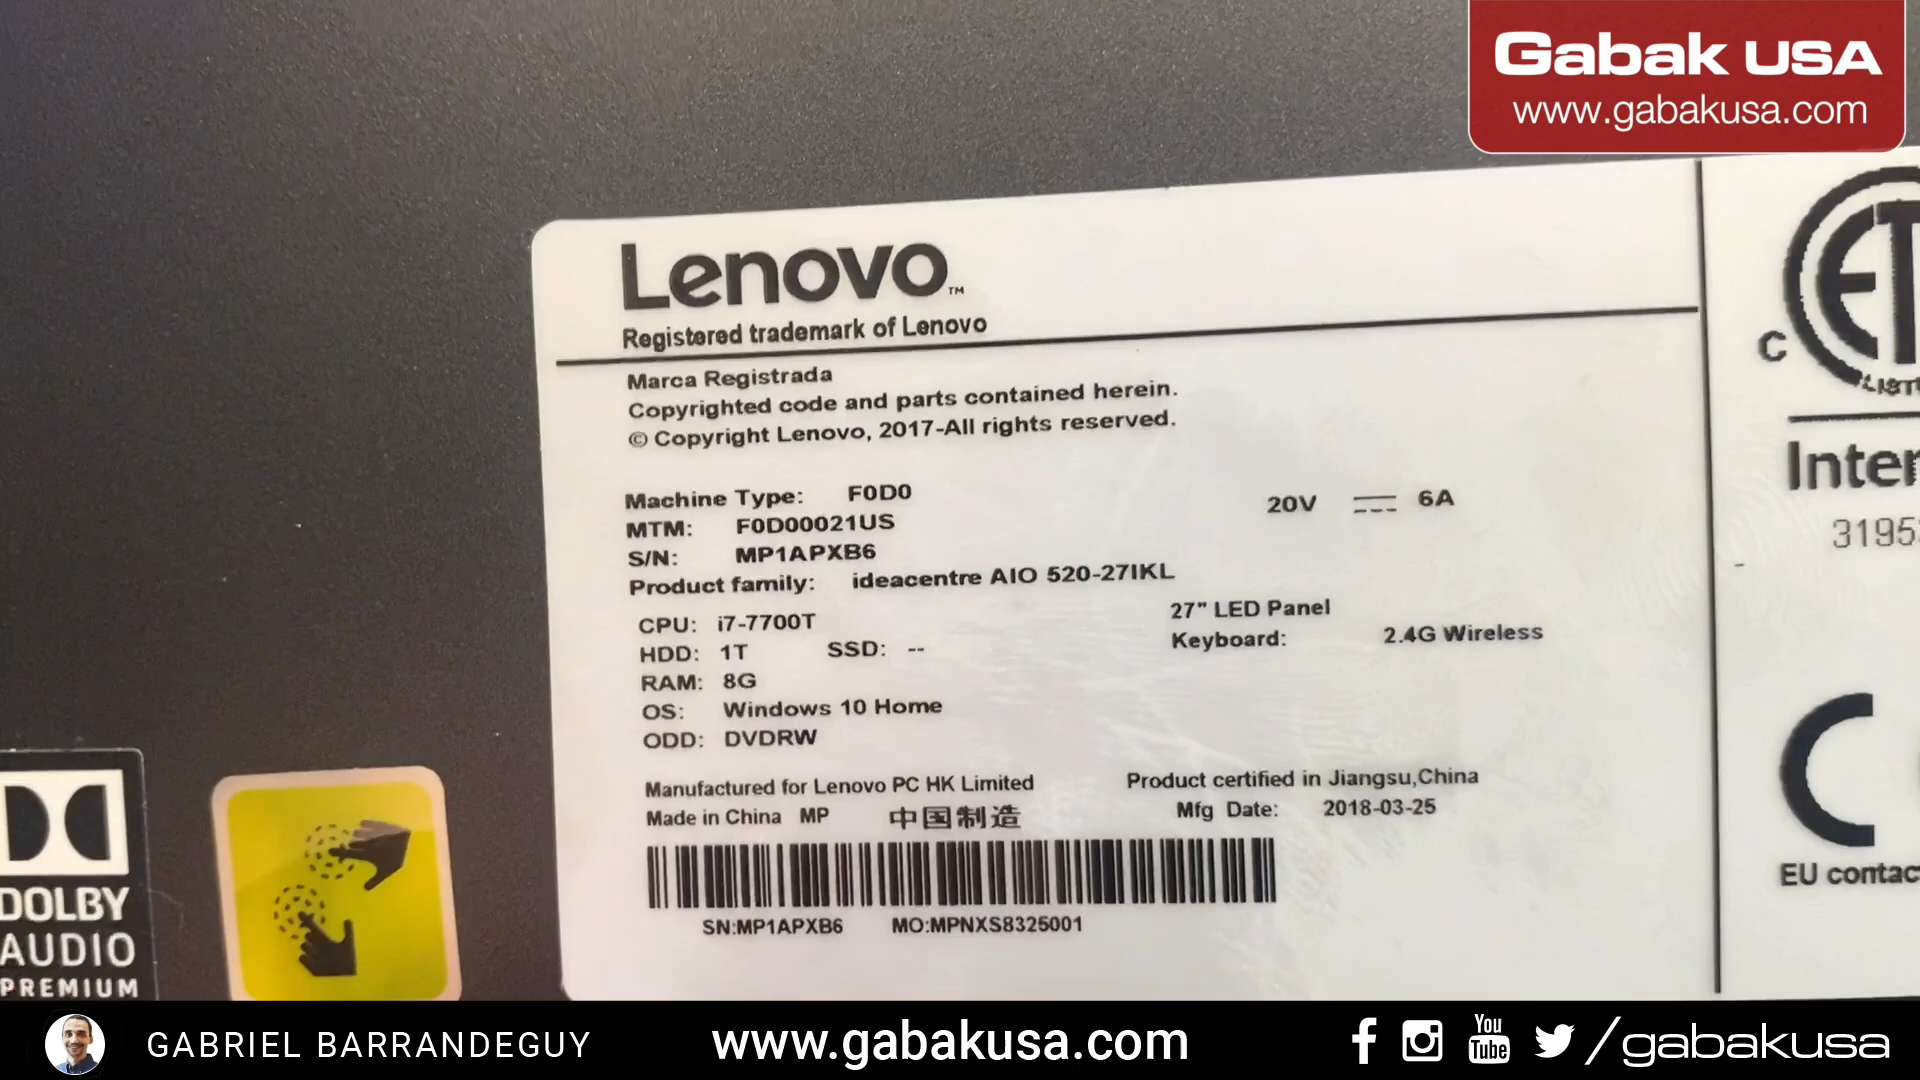 Gabak USA
www.gabakusa.com
Lenovo™
Registered trademark of Lenovo
Marca Registrada
Copyrighted code and parts contained herein.
© Copyright Lenovo, 2017-All rights reserved.
Machine Type: F0D0
20V 6A
MTM: F0D00021US
S/N: MP1APXB6
Product family: ideacentre AIO 520-27IKL
CPU: i7-7700T
27" LED Panel
HDD: 1T SSD: --
Keyboard: 2.4G Wireless
RAM: 8G
OS: Windows 10 Home
ODD: DVDRW
Manufactured for Lenovo PC HK Limited
Product certified in Jiangsu,China
Made in China MP 中国制造
Mfg Date: 2018-03-25
SN:MP1APXB6 MO:MPNXS8325001
C
ET
LIST
Inter
3195
EU contac
DOLBY
AUDIO
PREMIUM
GABRIEL BARRANDEGUY
www.gabakusa.com
You
Tube
/gabakusa